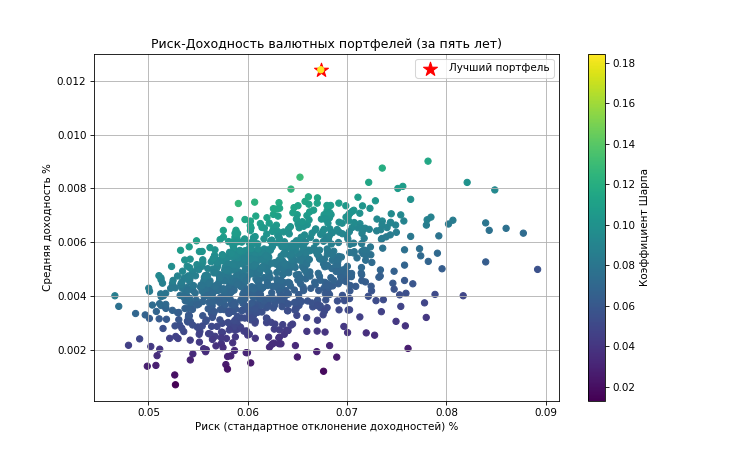 Риск-Доходность валютных портфелей (за пять лет)
Лучший портфель
Средняя доходность %
0.012
0.010
0.008
0.006
0.004
0.002
0.05 0.06 0.07 0.08 0.09
Риск (стандартное отклонение доходностей) %
0.18
0.16
0.14
0.12
0.10
0.08
0.06
0.04
0.02
Коэффициент Шарпа